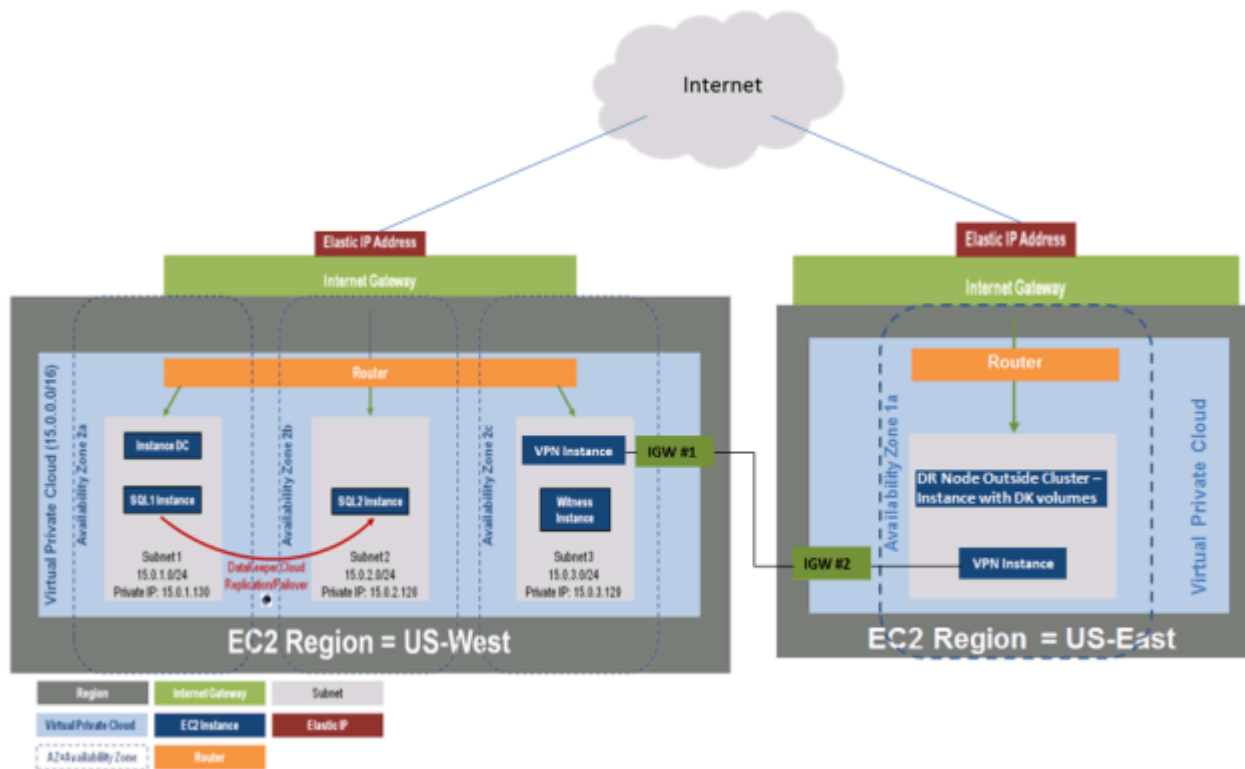 Internet
Elastic IP Address
Elastic IP Address
Internet Gateway
Internet Gateway
Router
Router
Virtual Private Cloud (15.0.0.0/16)
Availability Zone 2a
Availability Zone 2b
Availability Zone 2c
Instance DC
SQL1 Instance
Subnet 1
15.0.1.0/24
Private IP: 15.0.1.130
DataKeeper Cloud
Replication/Failover
SQL2 Instance
Subnet 2
15.0.2.0/24
Private IP: 15.0.2.126
VPN Instance
Witness
Instance
Subnet 3
15.0.3.0/24
Private IP: 15.0.3.129
IGW #1
IGW #2
Availability Zone 1a
DR Node Outside Cluster –
Instance with DK volumes
VPN Instance
Virtual Private Cloud
EC2 Region = US-West
EC2 Region = US-East
Region
Internet Gateway
Subnet
Virtual Private Cloud
EC2 Instance
Elastic IP
AZ=Availability Zone
Router